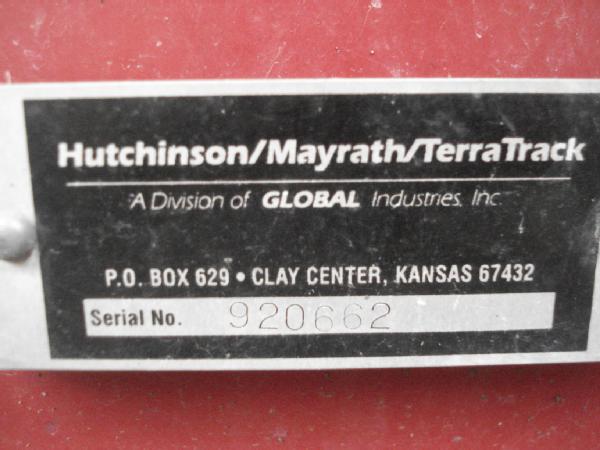 Hutchinson/Mayrath/TerraTrack
A Division of GLOBAL Industries, Inc.
P.O. BOX 629 • CLAY CENTER, KANSAS 67432
Serial No. 920662